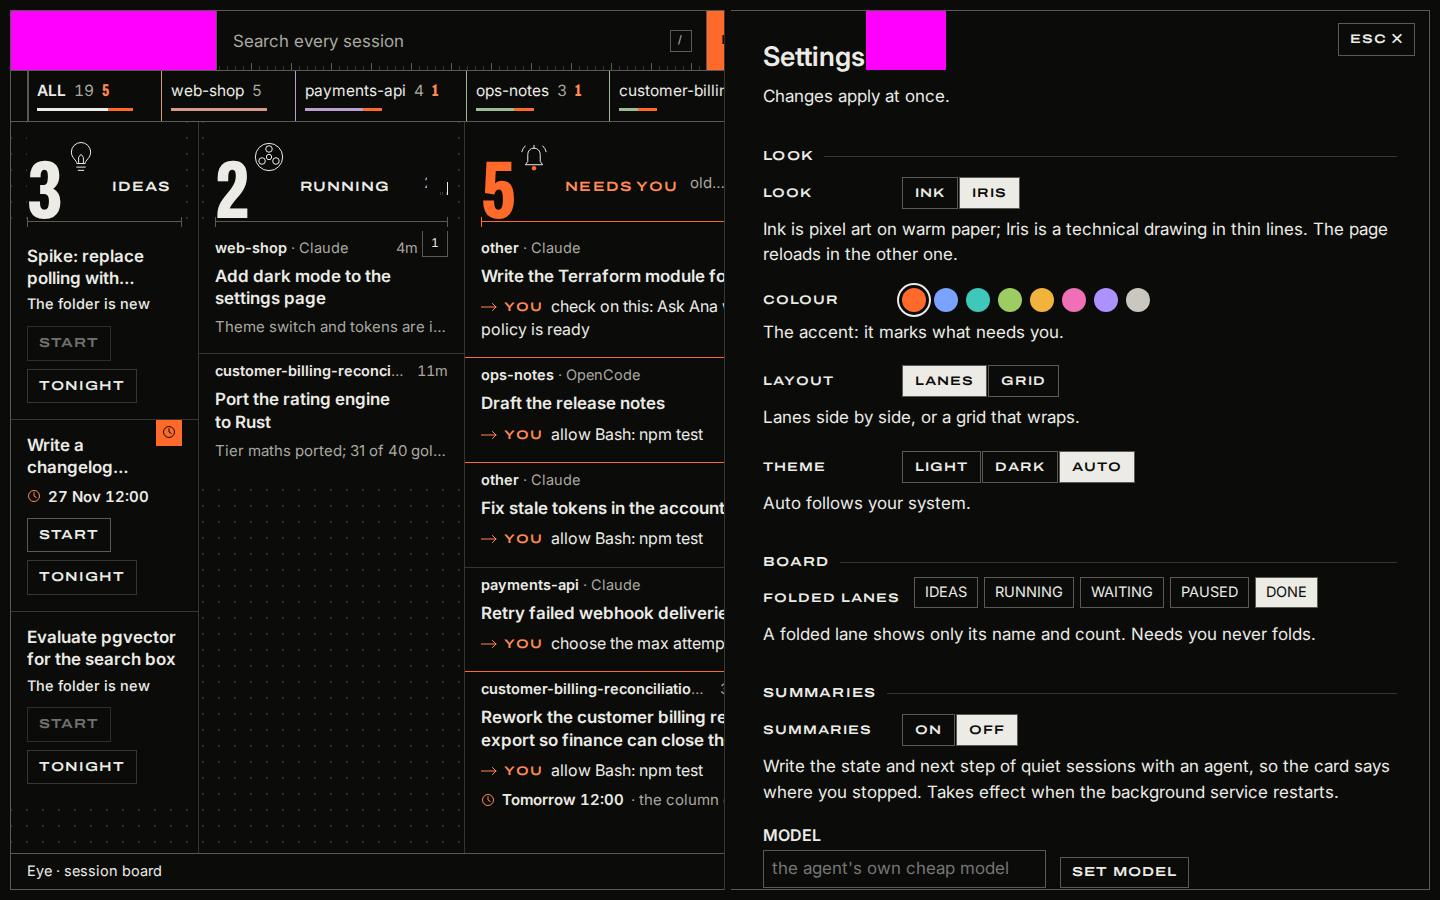 Search every session /
ALL 19 5
web-shop 5
payments-api 4 1
ops-notes 3 1
customer-billin
3 IDEAS
Spike: replace
polling with...
The folder is new
START
TONIGHT
Write a
changelog...
27 Nov 12:00
START
TONIGHT
Evaluate pgvector
for the search box
The folder is new
START
TONIGHT
2 RUNNING
web-shop · Claude 4m 1
Add dark mode to the
settings page
Theme switch and tokens are i...
customer-billing-reconci... 11m
Port the rating engine
to Rust
Tier maths ported; 31 of 40 gol...
5 NEEDS YOU old...
other · Claude
Write the Terraform module fo
→ YOU check on this: Ask Ana
policy is ready
ops-notes · OpenCode
Draft the release notes
→ YOU allow Bash: npm test
other · Claude
Fix stale tokens in the account
→ YOU allow Bash: npm test
payments-api · Claude
Retry failed webhook deliverie
→ YOU choose the max attemp
customer-billing-reconciliatio...
Rework the customer billing re
export so finance can close th
→ YOU allow Bash: npm test
Tomorrow 12:00 · the column
Eye · session board
Settings
ESC ✕
Changes apply at once.
LOOK
LOOK INK IRIS
Ink is pixel art on warm paper; Iris is a technical drawing in thin lines. The page
reloads in the other one.
COLOUR
The accent: it marks what needs you.
LAYOUT LANES GRID
Lanes side by side, or a grid that wraps.
THEME LIGHT DARK AUTO
Auto follows your system.
BOARD
FOLDED LANES IDEAS RUNNING WAITING PAUSED DONE
A folded lane shows only its name and count. Needs you never folds.
SUMMARIES
SUMMARIES ON OFF
Write the state and next step of quiet sessions with an agent, so the card says
where you stopped. Takes effect when the background service restarts.
MODEL
the agent's own cheap model SET MODEL